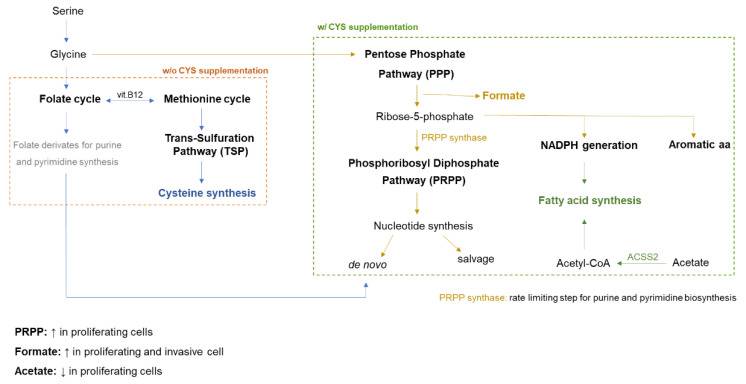 Serine
w/ CYS supplementation
Glycine
Pentose Phosphate
Pathway (PPP)
w/o CYS supplementation
Folate cycle
vit.B12
Methionine cycle
Formate
Ribose-5-phosphate
Folate derivates for purine
and pyrimidine synthesis
Trans-Sulfuration
Pathway (TSP)
PRPP synthase
NADPH generation
Aromatic aa
Phosphoribosyl Diphosphate
Pathway (PRPP)
Cysteine synthesis
Fatty acid synthesis
Nucleotide synthesis
de novo
salvage
Acetyl-CoA
ACSS2
Acetate
PRPP synthase: rate limiting step for purine and pyrimidine biosynthesis
PRPP: ↑ in proliferating cells
Formate: ↑ in proliferating and invasive cell
Acetate: ↓ in proliferating cells